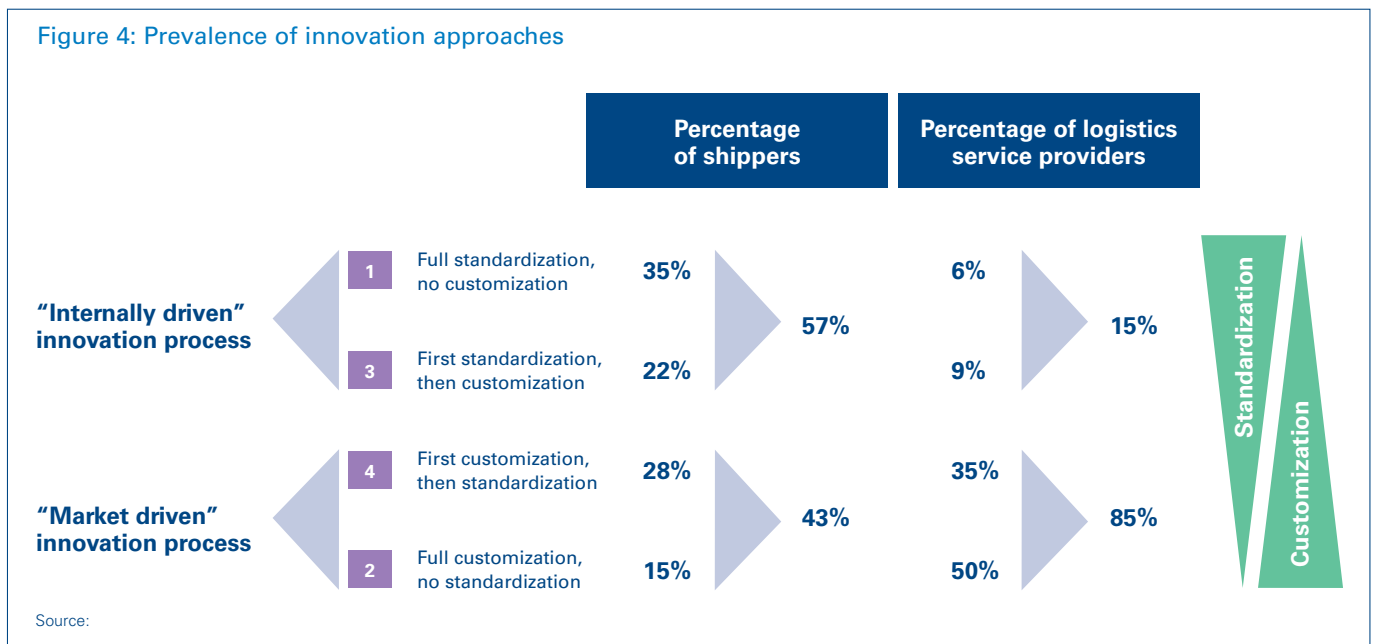 Figure 4: Prevalence of innovation approaches
Percentage
of shippers
Percentage of logistics
service providers
“Internally driven”
innovation process
1
Full standardization,
no customization
35%
6%
3
First standardization,
then customization
22%
9%
57%
15%
“Market driven”
innovation process
4
First customization,
then standardization
28%
35%
2
Full customization,
no standardization
15%
50%
43%
85%
Standardization
Customization
Source: